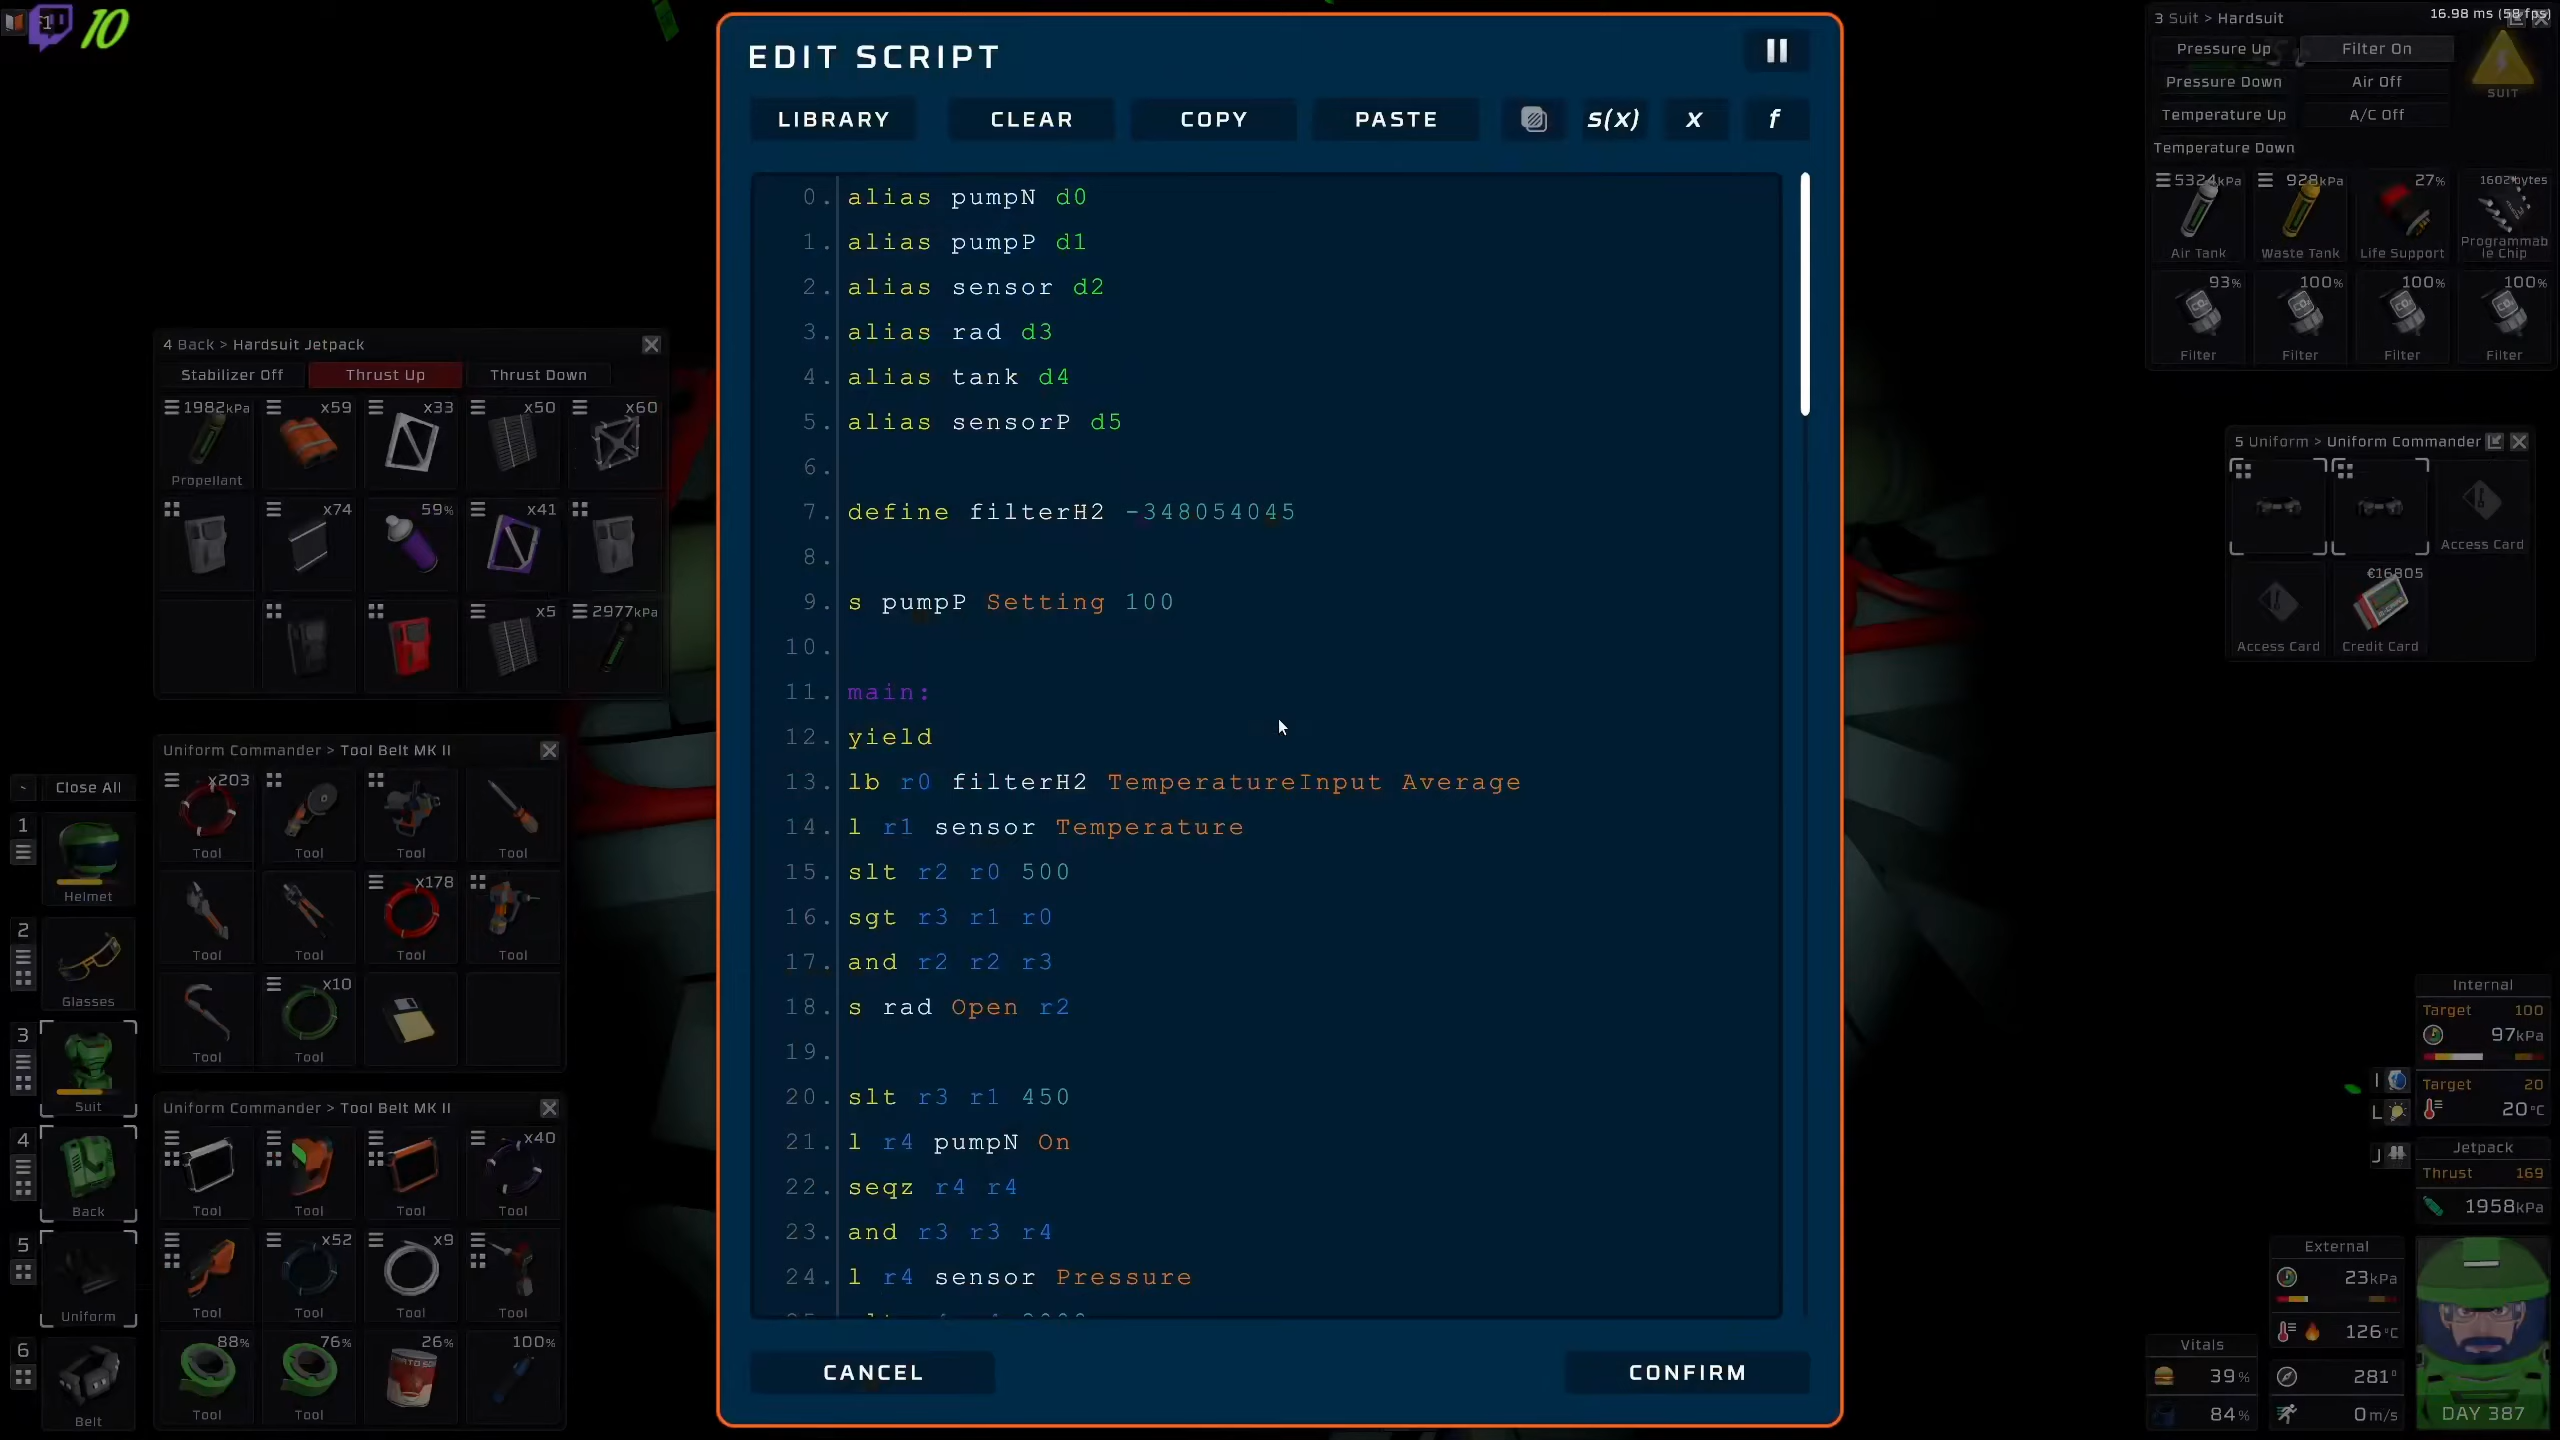 10
EDIT SCRIPT
LIBRARY
CLEAR
COPY
PASTE
s(x)
x
f
0. alias pumpN d0
1. alias pumpP d1
2. alias sensor d2
3. alias rad d3
4. alias tank d4
5. alias sensorP d5
6.
7. define filterH2 -348054045
8.
9. s pumpP Setting 100
10.
11. main:
12. yield
13. lb r0 filterH2 TemperatureInput Average
14. l r1 sensor Temperature
15. slt r2 r0 500
16. sgt r3 r1 r0
17. and r2 r2 r3
18. s rad Open r2
19.
20. slt r3 r1 450
21. l r4 pumpN On
22. seqz r4 r4
23. and r3 r3 r4
24. l r4 sensor Pressure
CANCEL
CONFIRM
4 Back > Hardsuit Jetpack
Stabilizer Off
Thrust Up
Thrust Down
1982kPa
x59
x33
x50
x60
Propellant
x74
59%
x41
x5
2977kPa
Uniform Commander > Tool Belt MK II
x203
Tool
Tool
Tool
Tool
x178
Tool
Tool
Tool
Tool
x10
Tool
Tool
Uniform Commander > Tool Belt MK II
x40
Tool
Tool
Tool
Tool
x52
x9
Tool
Tool
Tool
Tool
88%
76%
26%
100%
Tool
Tool
Tool
Tool
~
Close All
1
Helmet
2
Glasses
3
Suit
4
Back
5
Uniform
6
Belt
16.98 ms (58 fps)
3 Suit > Hardsuit
Pressure Up
Filter On
Pressure Down
Air Off
SUIT
Temperature Up
A/C Off
Temperature Down
5324kPa
928kPa
27%
1602 bytes
Air Tank
Waste Tank
Life Support
Programmab
le Chip
93%
100%
100%
100%
Filter
Filter
Filter
Filter
5 Uniform > Uniform Commander
Access Card
€16805
Access Card
Credit Card
Internal
Target 100
97kPa
I
Target 20
L
20°C
J
Jetpack
Thrust 169
1958kPa
External
23kPa
126°C
Vitals
39%
281°
84%
0m/s
DAY 387